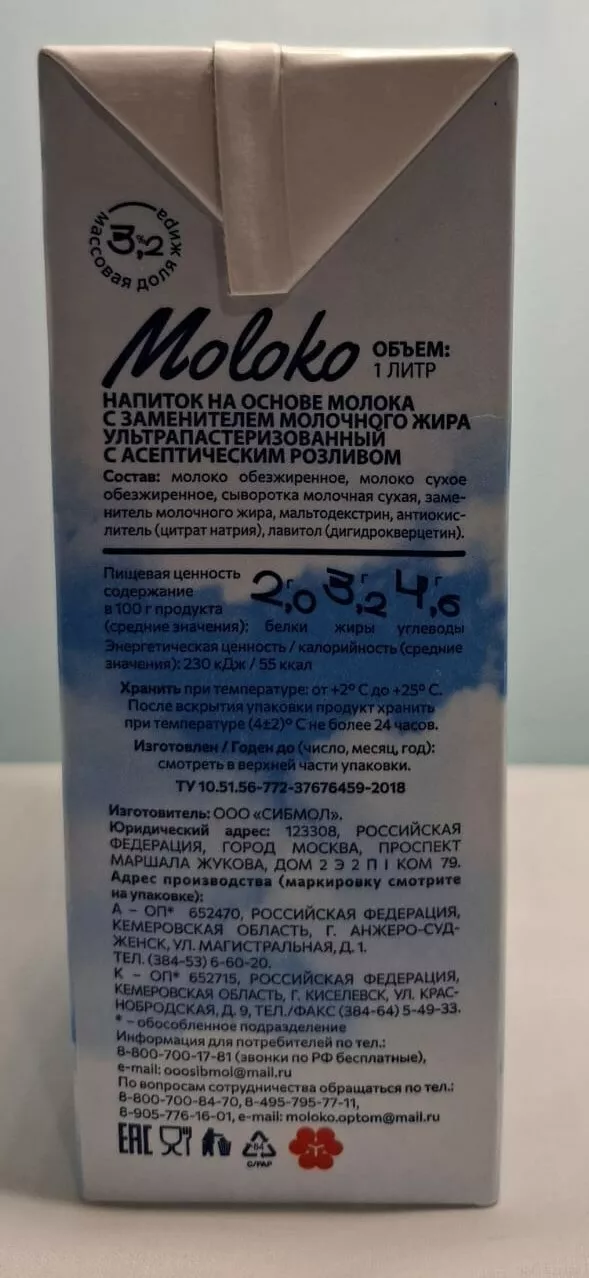 3,2%
массовая доля жира
Moloko
ОБЪЕМ:
1 ЛИТР
НАПИТОК НА ОСНОВЕ МОЛОКА
С ЗАМЕНИТЕЛЕМ МОЛОЧНОГО ЖИРА
УЛЬТРАПАСТЕРИЗОВАННЫЙ
С АСЕПТИЧЕСКИМ РОЗЛИВОМ
Состав: молоко обезжиренное, молоко сухое
обезжиренное, сыворотка молочная сухая, заме-
нитель молочного жира, мальтодекстрин, антиокис-
литель (цитрат натрия), лавитол (дигидрокверцетин).
Пищевая ценность
содержание
в 100 г продукта
(средние значения):
2,0 г 3,2 г 4,6 г
белки жиры углеводы
Энергетическая ценность / калорийность (средние
значения): 230 кДж / 55 ккал
Хранить при температуре: от +2° С до +25° С.
После вскрытия упаковки продукт хранить
при температуре (4±2)° С не более 24 часов.
Изготовлен / Годен до (число, месяц, год):
смотреть в верхней части упаковки.
ТУ 10.51.56-772-37676459-2018
Изготовитель: ООО «СИБМОЛ».
Юридический адрес: 123308, РОССИЙСКАЯ
ФЕДЕРАЦИЯ, ГОРОД МОСКВА, ПРОСПЕКТ
МАРШАЛА ЖУКОВА, ДОМ 2 Э 2 П I КОМ 79.
Адрес производства (маркировку смотрите
на упаковке):
А – ОП* 652470, РОССИЙСКАЯ ФЕДЕРАЦИЯ,
КЕМЕРОВСКАЯ ОБЛАСТЬ, Г. АНЖЕРО-СУД-
ЖЕНСК, УЛ. МАГИСТРАЛЬНАЯ, Д. 1.
ТЕЛ. (384-53) 6-60-20.
К – ОП* 652715, РОССИЙСКАЯ ФЕДЕРАЦИЯ,
КЕМЕРОВСКАЯ ОБЛАСТЬ, Г. КИСЕЛЕВСК, УЛ. КРАС-
НОБРОДСКАЯ, Д. 9, ТЕЛ./ФАКС (384-64) 5-49-33.
* – обособленное подразделение
Информация для потребителей по тел.:
8-800-700-17-81 (звонки по РФ бесплатные),
e-mail: ooosibmol@mail.ru
По вопросам сотрудничества обращаться по тел.:
8-800-700-84-70, 8-495-795-77-11,
8-905-776-16-01, e-mail: moloko.optom@mail.ru
EAC
84
C/PAP